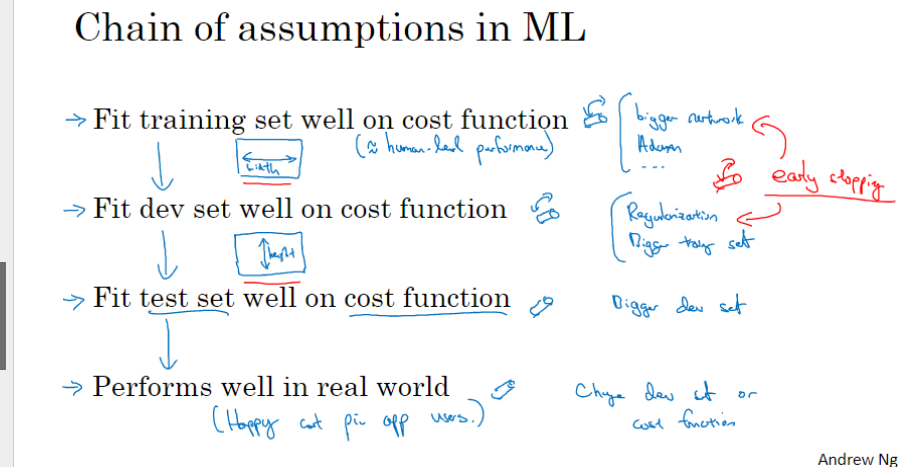 Chain of assumptions in ML
→ Fit training set well on cost function
bigger network
(≈ human-level performance)
Adam
...
width
early stopping
→ Fit dev set well on cost function
Regularization
Bigger training set
height
→ Fit test set well on cost function
Bigger dev set
→ Performs well in real world
Change dev set or
(Happy cat pic app users.)
cost function
Andrew Ng